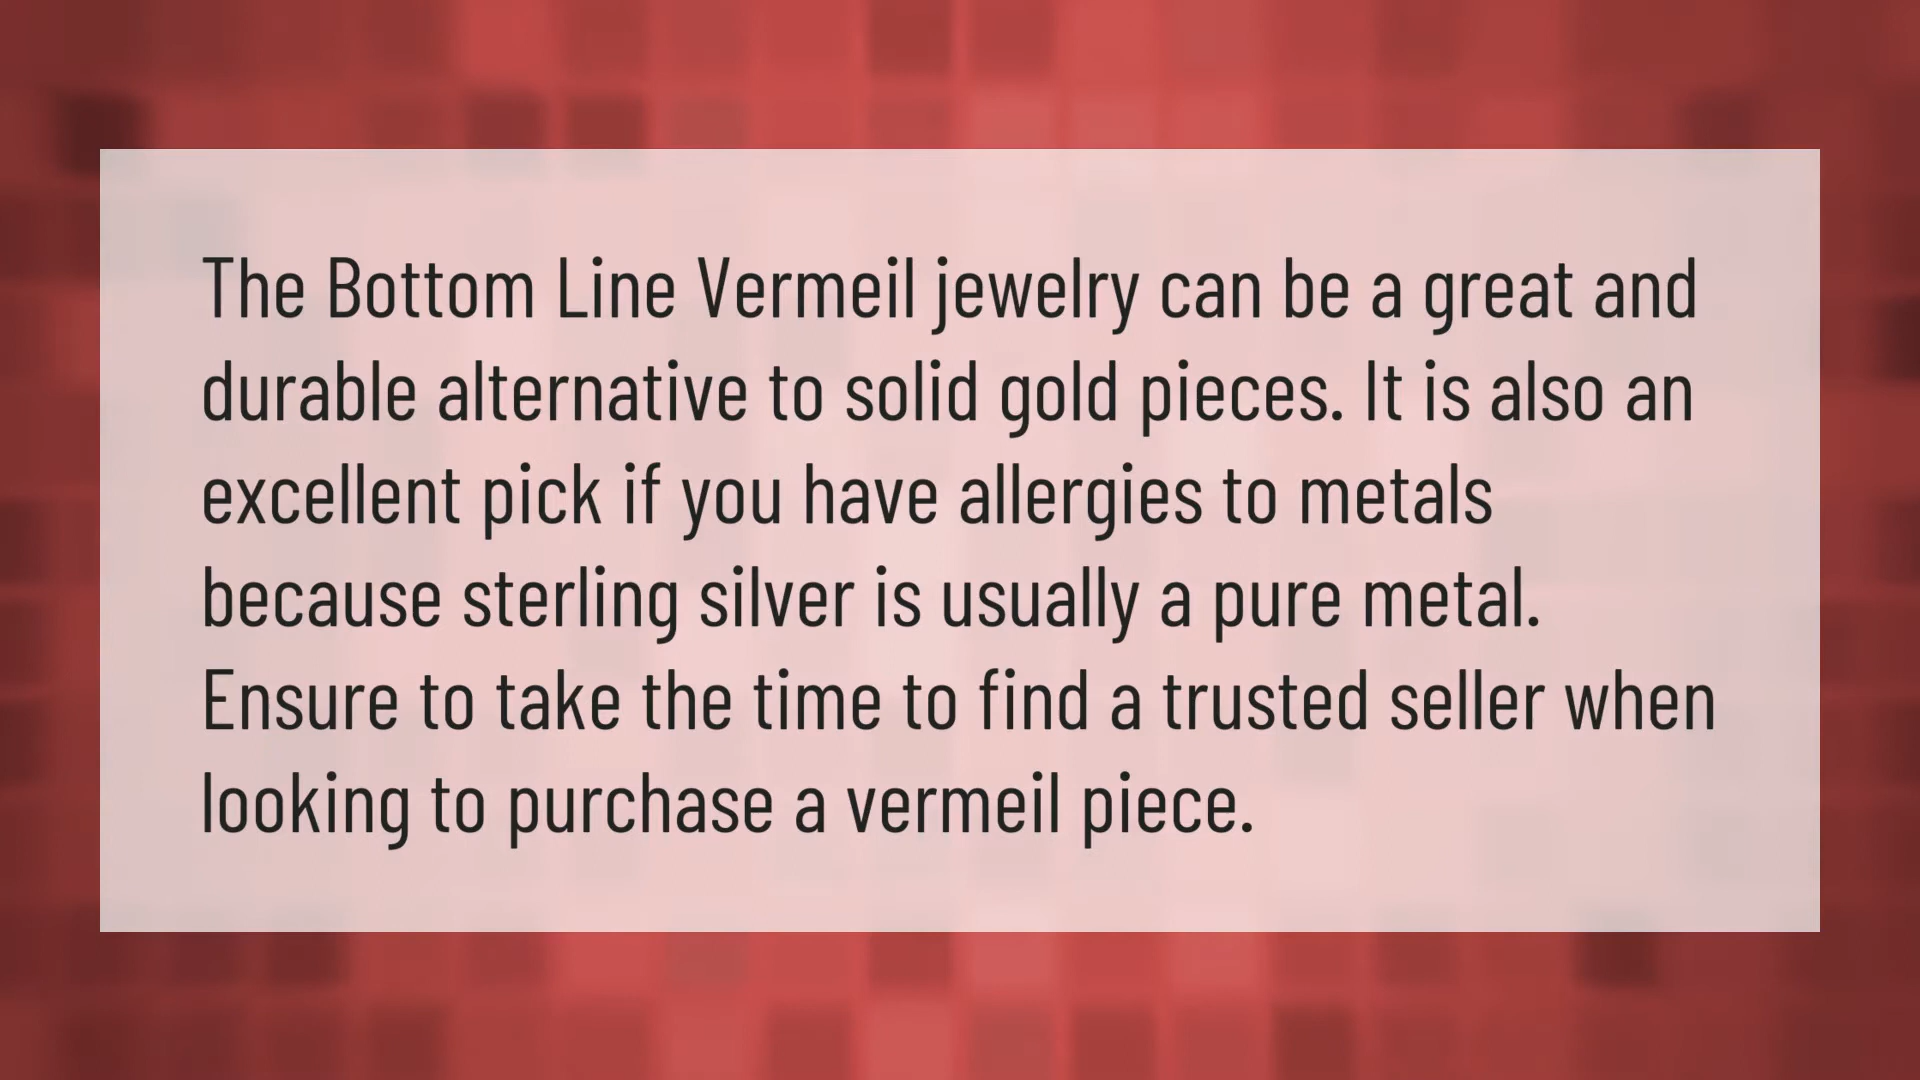 The Bottom Line Vermeil jewelry can be a great and
durable alternative to solid gold pieces. It is also an
excellent pick if you have allergies to metals
because sterling silver is usually a pure metal.
Ensure to take the time to find a trusted seller when
looking to purchase a vermeil piece.